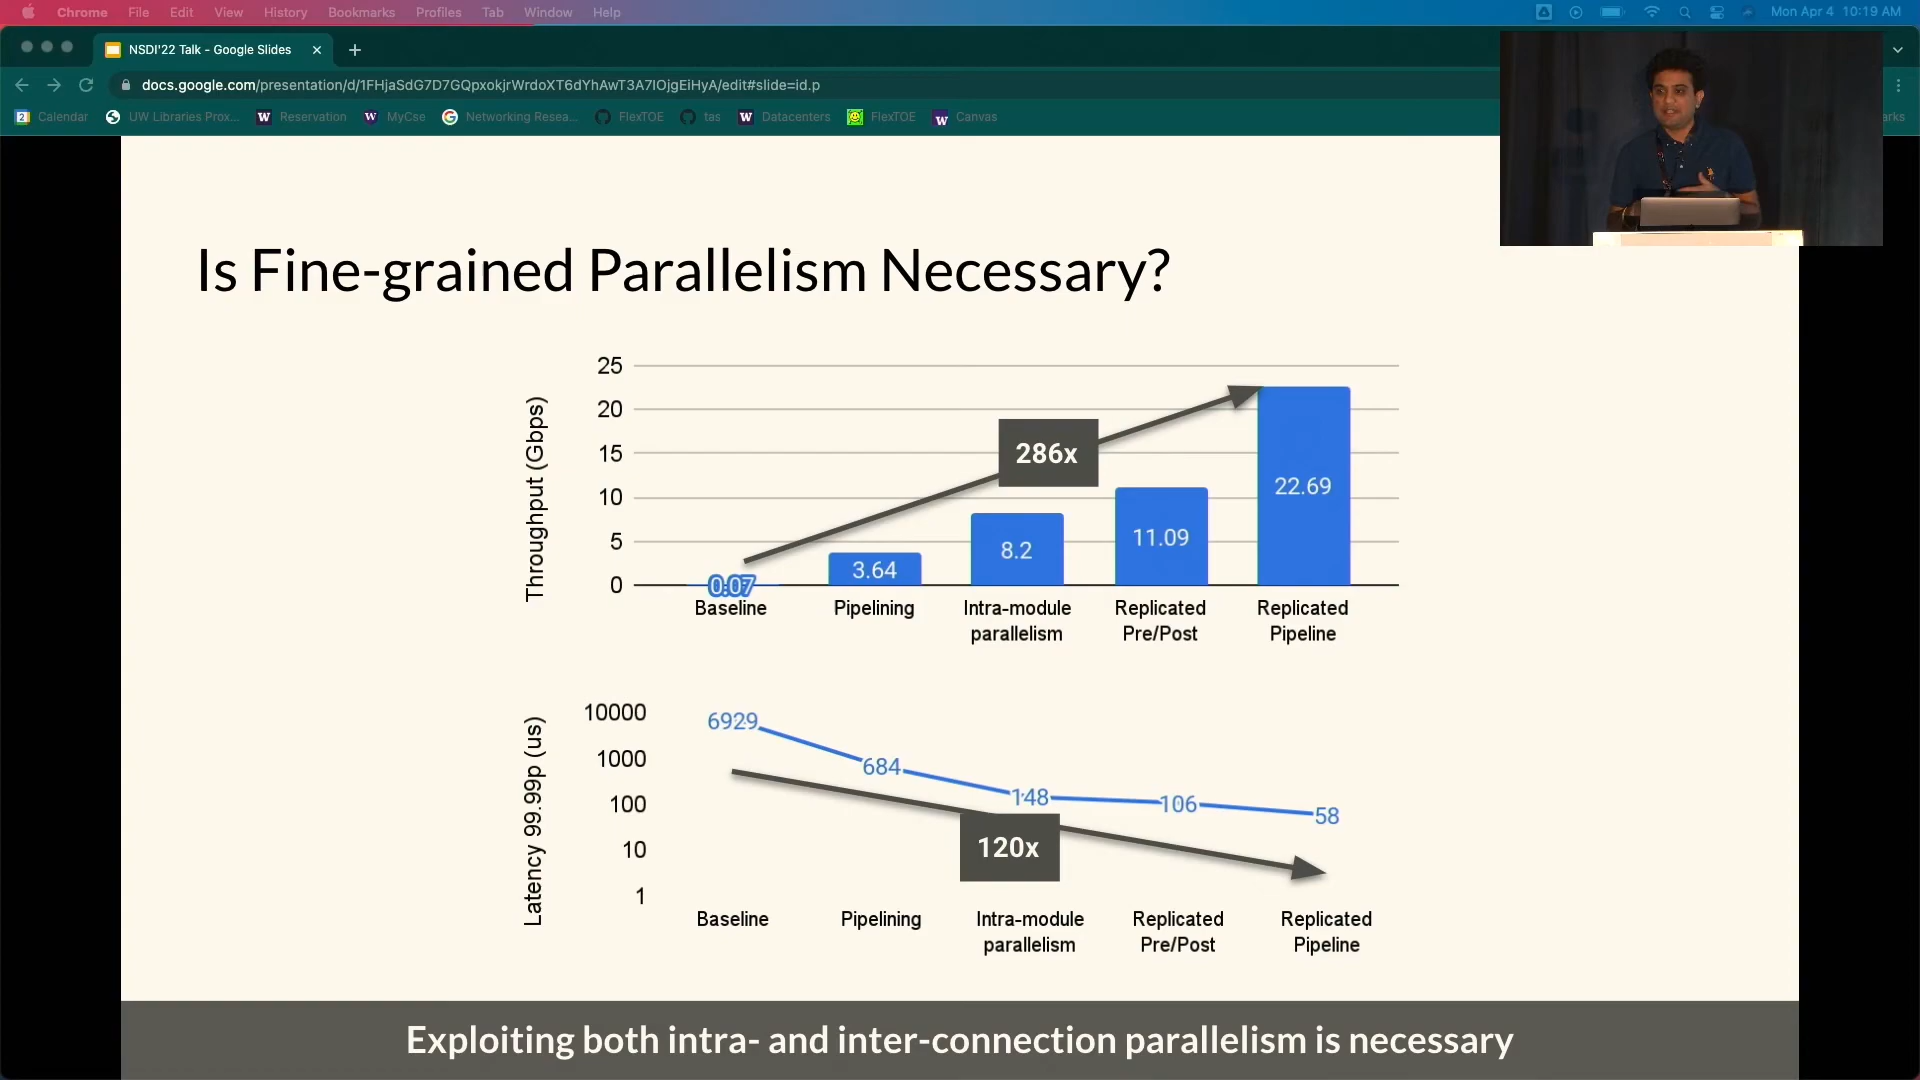 Chrome File Edit View History Bookmarks Profiles Tab Window Help Mon Apr 4 10:19 AM
NSDI'22 Talk - Google Slides
docs.google.com/presentation/d/1FHjaSdG7D7GQpxokjrWrdoXT6dYhAwT3A7IOjgEiHyA/edit#slide=id.p
2 Calendar UW Libraries Prox... W Reservation W MyCse G Networking Resea... FlexTOE tas W Datacenters FlexTOE W Canvas arks
Is Fine-grained Parallelism Necessary?
Throughput (Gbps)
25
20
15
10
5
0
286x
0.07
3.64
8.2
11.09
22.69
Baseline
Pipelining
Intra-module
parallelism
Replicated
Pre/Post
Replicated
Pipeline
Latency 99.99p (us)
10000
1000
100
10
1
6929
684
148
106
58
120x
Baseline
Pipelining
Intra-module
parallelism
Replicated
Pre/Post
Replicated
Pipeline
Exploiting both intra- and inter-connection parallelism is necessary